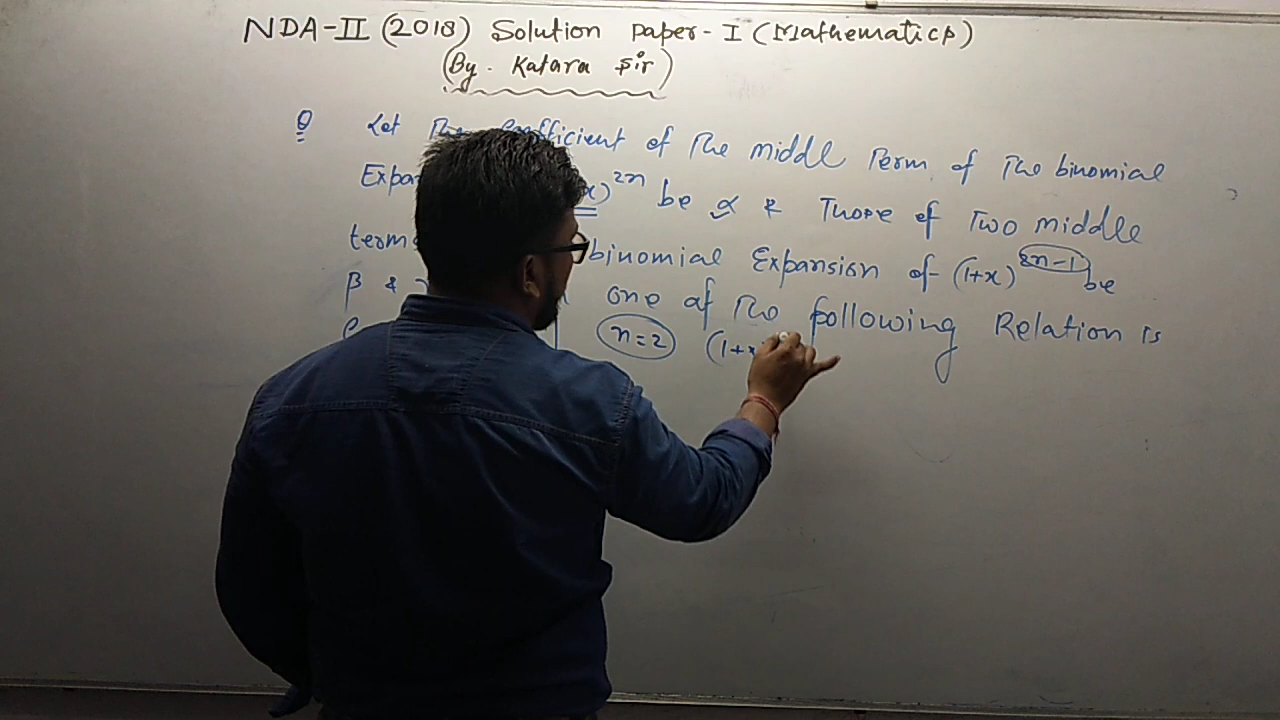 NDA-II (2018) Solution Paper-I (Mathematics)
(By. Katara Sir)
Q Let The Coefficient of The middle Term of The binomial
x)²ⁿ be α & Those of Two middle
term binomial Expansion of (1+x)²ⁿ⁻¹ be
β & one of The following Relation is
n=2 (1+x